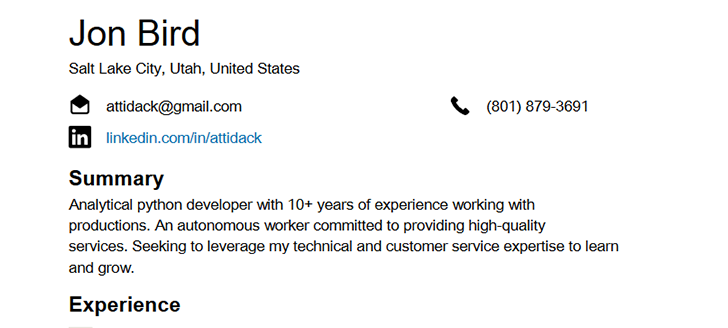 Jon Bird
Salt Lake City, Utah, United States
attidack@gmail.com (801) 879-3691
linkedin.com/in/attidack
Summary
Analytical python developer with 10+ years of experience working with
productions. An autonomous worker committed to providing high-quality
services. Seeking to leverage my technical and customer service expertise to learn
and grow.
Experience